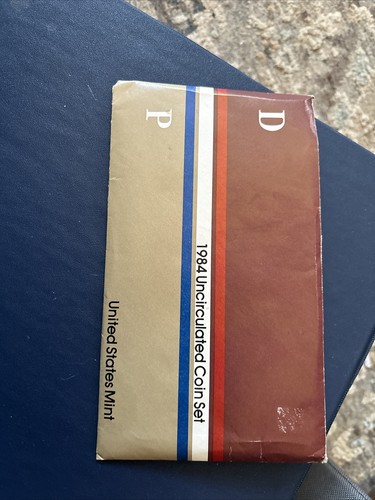 D
P
1984 Uncirculated Coin Set
United States Mint